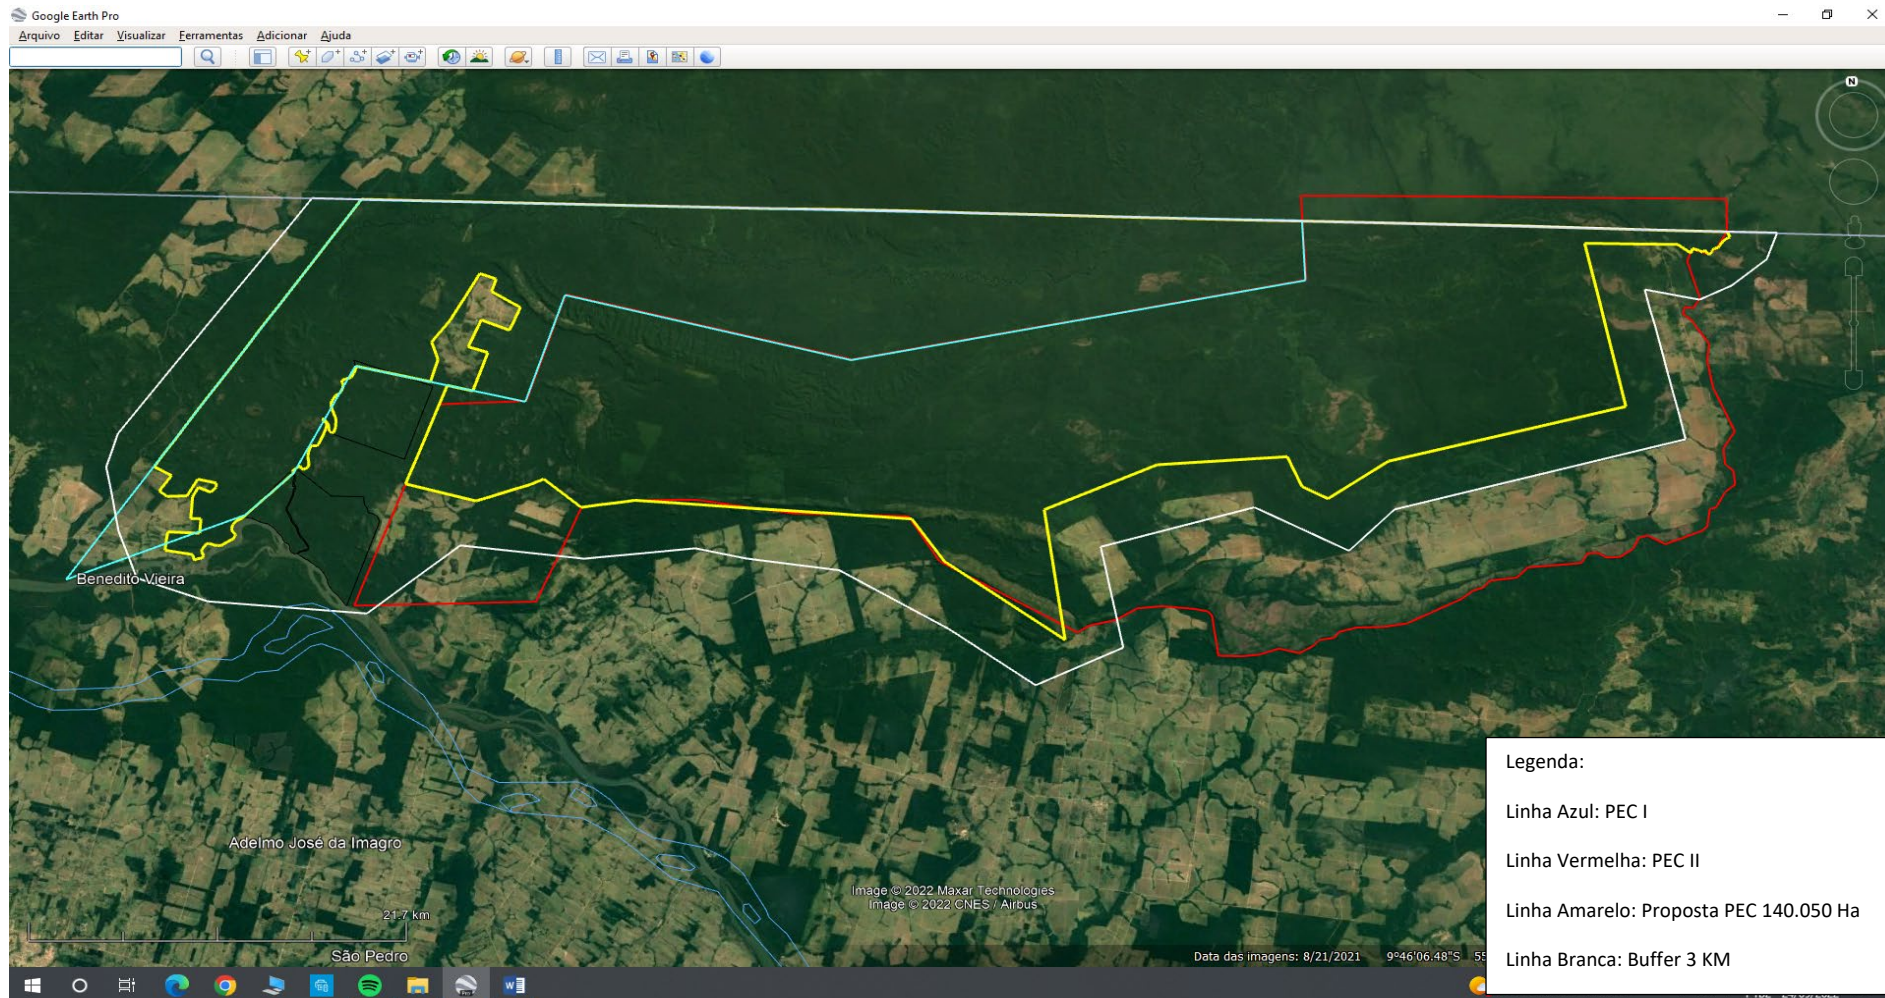 Google Earth Pro
Arquivo Editar Visualizar Ferramentas Adicionar Ajuda
N
Benedito Vieira
Adelmo José da Imagro
Image © 2022 Maxar Technologies
Image © 2022 CNES / Airbus
21.7 km
São Pedro
Data das imagens: 8/21/2021 9°46'06.48"S 55
Legenda:
Linha Azul: PEC I
Linha Vermelha: PEC II
Linha Amarelo: Proposta PEC 140.050 Ha
Linha Branca: Buffer 3 KM